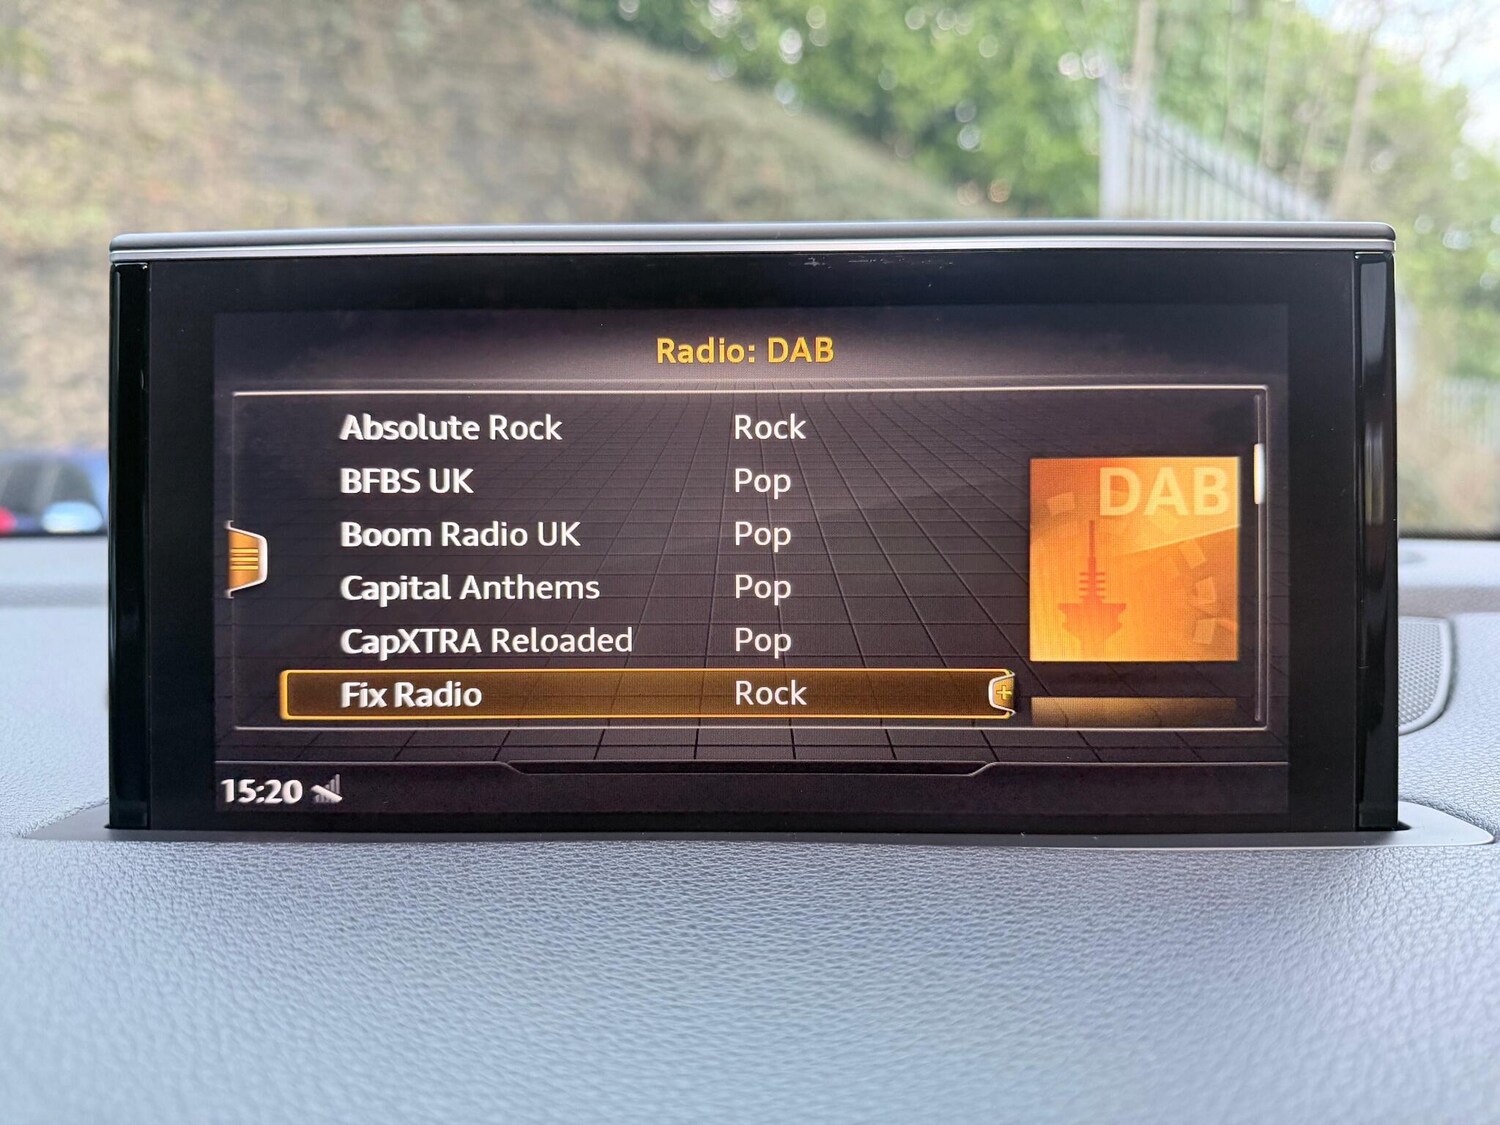 Radio: DAB
Absolute Rock Rock
BFBS UK Pop
Boom Radio UK Pop
Capital Anthems Pop
CapXTRA Reloaded Pop
Fix Radio Rock
DAB
15:20